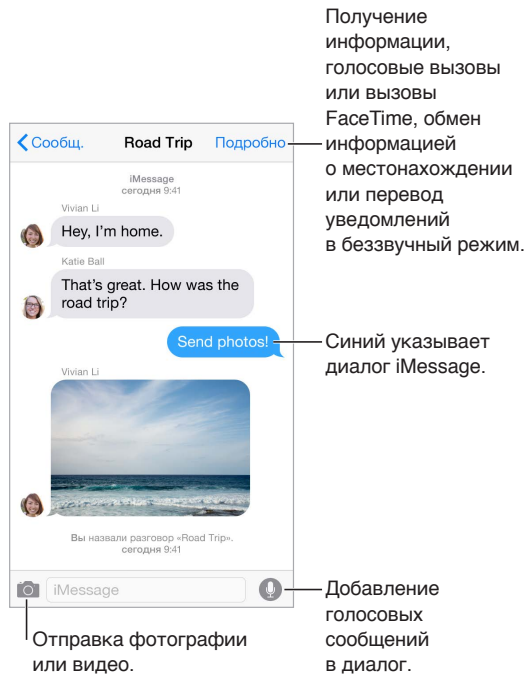 Получение
информации,
голосовые вызовы
или вызовы
FaceTime, обмен
информацией
о местонахождении
или перевод
уведомлений
в беззвучный режим.
Сообщ. Road Trip Подробно
iMessage
сегодня 9:41
Vivian Li
Hey, I’m home.
Katie Ball
That’s great. How was the
road trip?
Send photos!
Синий указывает
диалог iMessage.
Vivian Li
Вы назвали разговор «Road Trip».
сегодня 9:41
iMessage
Добавление
голосовых
сообщений
в диалог.
Отправка фотографии
или видео.